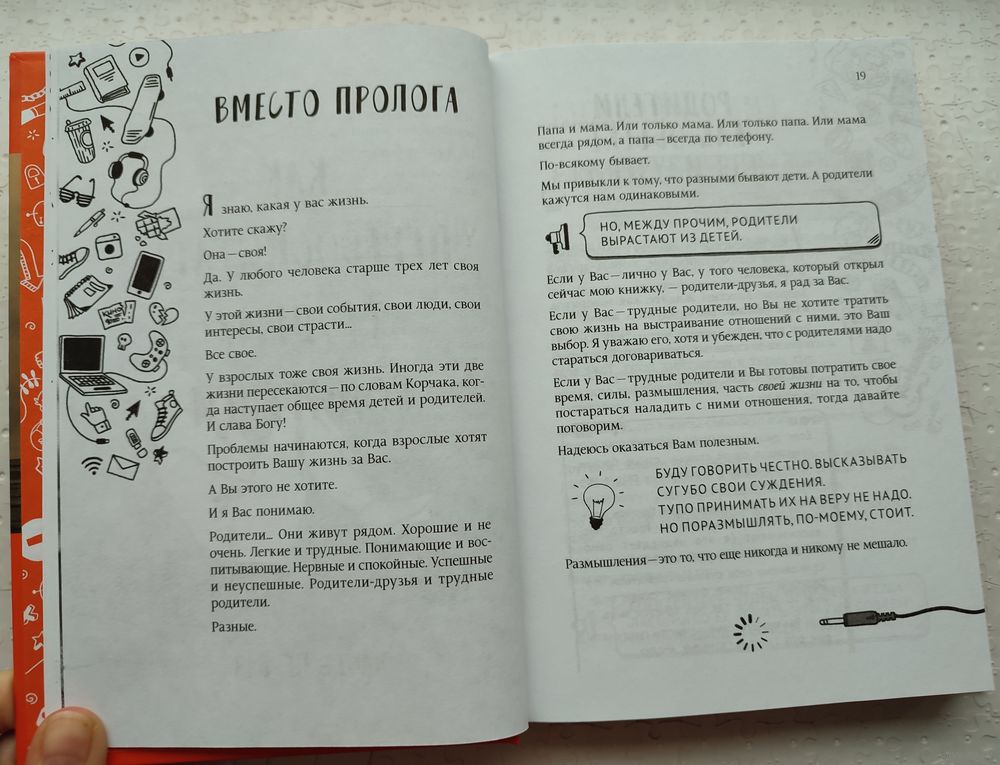 ВМЕСТО ПРОЛОГА
Я знаю, какая у вас жизнь.
Хотите скажу?
Она — своя!
Да. У любого человека старше трех лет своя
жизнь.
У этой жизни — свои события, свои люди, свои
интересы, свои страсти...
Все свое.
У взрослых тоже своя жизнь. Иногда эти две
жизни пересекаются — по словам Корчака, ког-
да наступает общее время детей и родителей.
И слава Богу!
Проблемы начинаются, когда взрослые хотят
построить Вашу жизнь за Вас.
А Вы этого не хотите.
И я Вас понимаю.
Родители... Они живут рядом. Хорошие и не
очень. Легкие и трудные. Понимающие и вос-
питывающие. Нервные и спокойные. Успешные
и неуспешные. Родители-друзья и трудные
родители.
Разные.
19
Папа и мама. Или только мама. Или только папа. Или мама
всегда рядом, а папа — всегда по телефону.
По-всякому бывает.
Мы привыкли к тому, что разными бывают дети. А родители
кажутся нам одинаковыми.
НО, МЕЖДУ ПРОЧИМ, РОДИТЕЛИ
ВЫРАСТАЮТ ИЗ ДЕТЕЙ.
Если у Вас — лично у Вас, у того человека, который открыл
сейчас мою книжку, — родители-друзья, я рад за Вас.
Если у Вас — трудные родители, но Вы не хотите тратить
свою жизнь на выстраивание отношений с ними, это Ваш
выбор. Я уважаю его, хотя и убежден, что с родителями надо
стараться договариваться.
Если у Вас — трудные родители и Вы готовы потратить свое
время, силы, размышления, часть своей жизни на то, чтобы
постараться наладить с ними отношения, тогда давайте
поговорим.
Надеюсь оказаться Вам полезным.
БУДУ ГОВОРИТЬ ЧЕСТНО. ВЫСКАЗЫВАТЬ
СУГУБО СВОИ СУЖДЕНИЯ.
ТУПО ПРИНИМАТЬ ИХ НА ВЕРУ НЕ НАДО.
НО ПОРАЗМЫШЛЯТЬ, ПО-МОЕМУ, СТОИТ.
Размышления — это то, что еще никогда и никому не мешало.